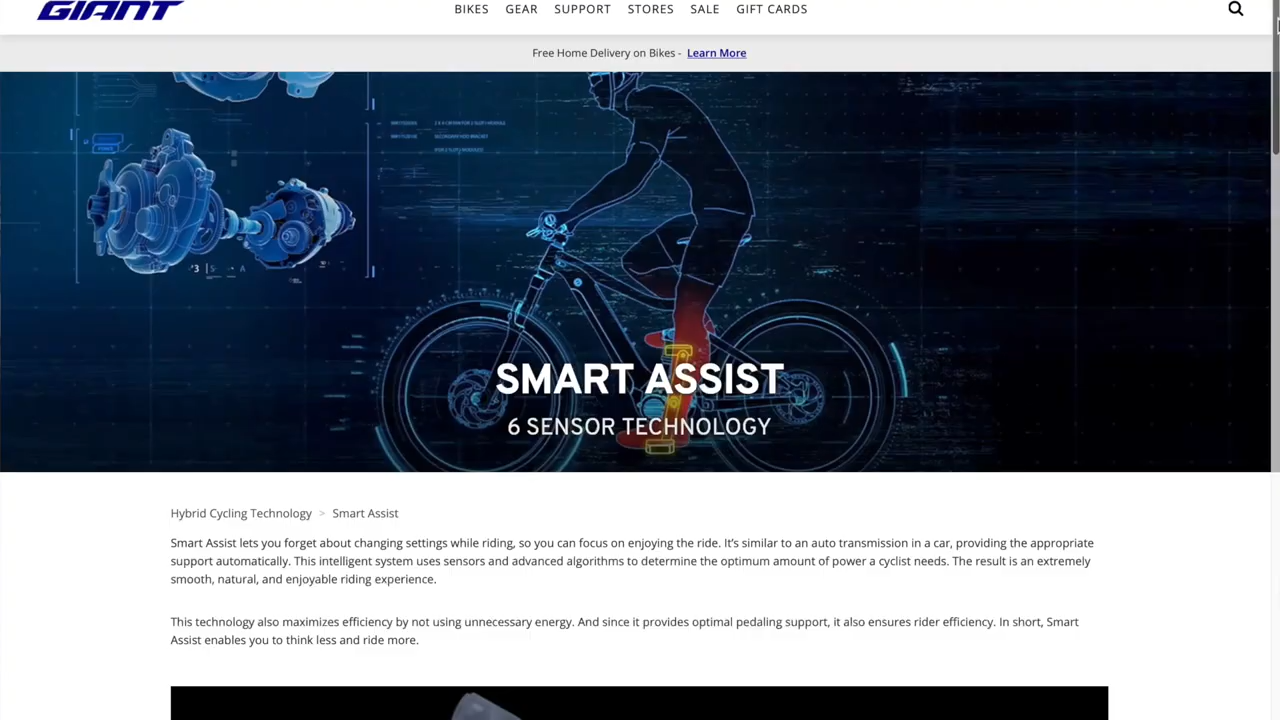 GIANT
BIKES GEAR SUPPORT STORES SALE GIFT CARDS
Free Home Delivery on Bikes - Learn More
SMART ASSIST
6 SENSOR TECHNOLOGY
Hybrid Cycling Technology > Smart Assist
Smart Assist lets you forget about changing settings while riding, so you can focus on enjoying the ride. It’s similar to an auto transmission in a car, providing the appropriate
support automatically. This intelligent system uses sensors and advanced algorithms to determine the optimum amount of power a cyclist needs. The result is an extremely
smooth, natural, and enjoyable riding experience.
This technology also maximizes efficiency by not using unnecessary energy. And since it provides optimal pedaling support, it also ensures rider efficiency. In short, Smart
Assist enables you to think less and ride more.